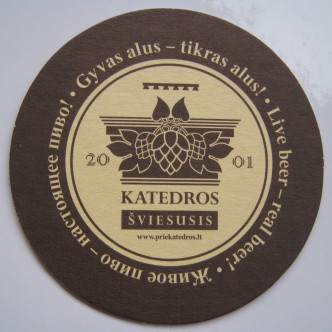 Gyvas alus – tikras alus! •
Live beer – real beer! •
Живое пиво – настоящее пиво! •
20 01
KATEDROS
ŠVIESUSIS
www.priekatedros.lt